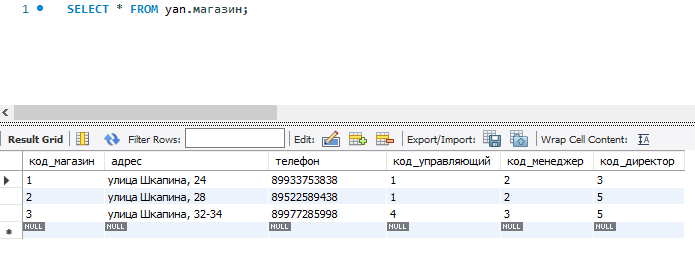 1 SELECT * FROM yan.магазин;
Result Grid Filter Rows: Edit: Export/Import: Wrap Cell Content: IA
код_магазин адрес телефон код_управляющий код_менеджер код_директор
1 улица Шкапина, 24 89933753838 1 2 3
2 улица Шкапина, 28 89522589438 1 2 5
3 улица Шкапина, 32-34 89977285998 4 3 5
NULL NULL NULL NULL NULL NULL